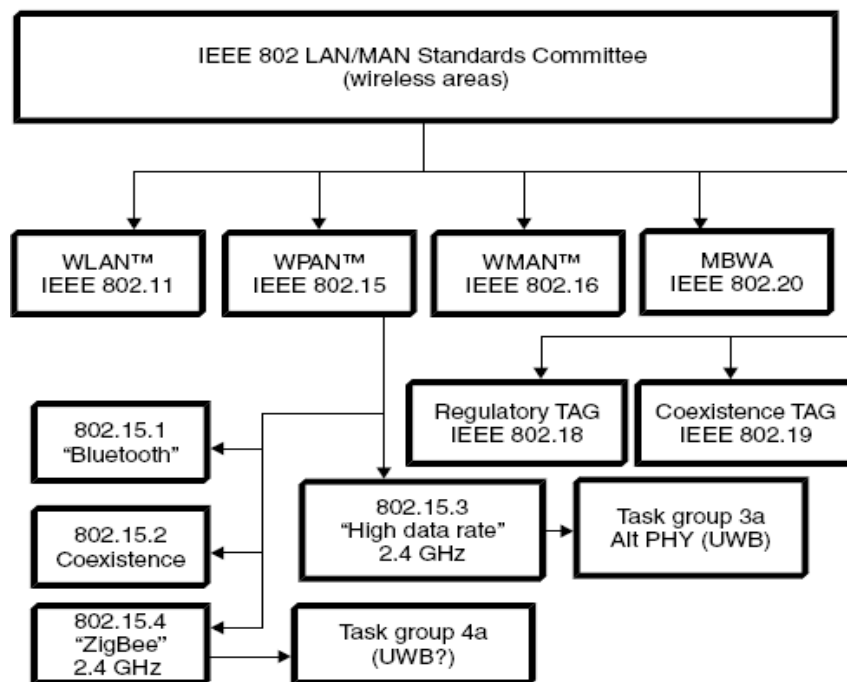 IEEE 802 LAN/MAN Standards Committee
(wireless areas)
WLAN™
IEEE 802.11
WPAN™
IEEE 802.15
WMAN™
IEEE 802.16
MBWA
IEEE 802.20
Regulatory TAG
IEEE 802.18
Coexistence TAG
IEEE 802.19
802.15.1
“Bluetooth”
802.15.2
Coexistence
802.15.3
“High data rate”
2.4 GHz
Task group 3a
Alt PHY (UWB)
802.15.4
“ZigBee”
2.4 GHz
Task group 4a
(UWB?)